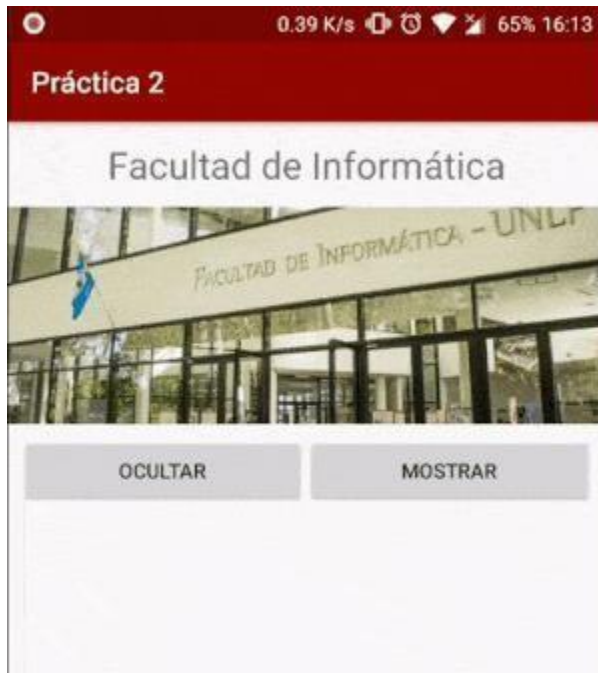 0.39 K/s 65% 16:13
Práctica 2
Facultad de Informática
FACULTAD DE INFORMÁTICA - UNLP
OCULTAR MOSTRAR